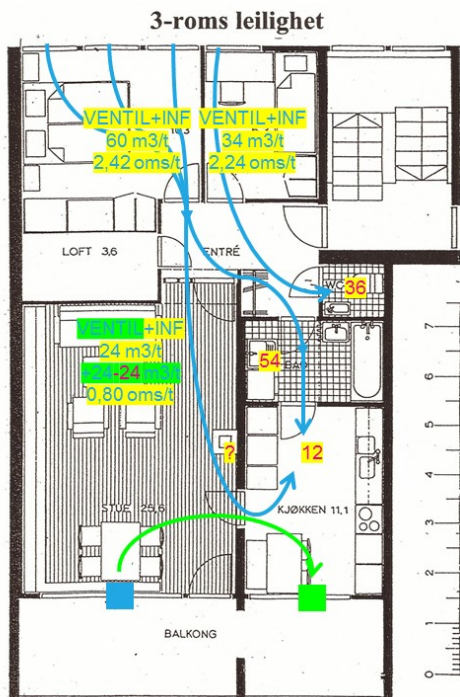 3-roms leilighet
VENTIL+INF
60 m3/t
2,42 oms/t
VENTIL+INF
34 m3/t
2,24 oms/t
LOFT 3,6
ENTRÉ
WC
36
VENTIL+INF
24 m3/t
+24-24 m3/t
0,80 oms/t
54
BAD
?
12
STUE 25,6
KJØKKEN 11,1
BALKONG
7
6
5
4
3
2
1
0